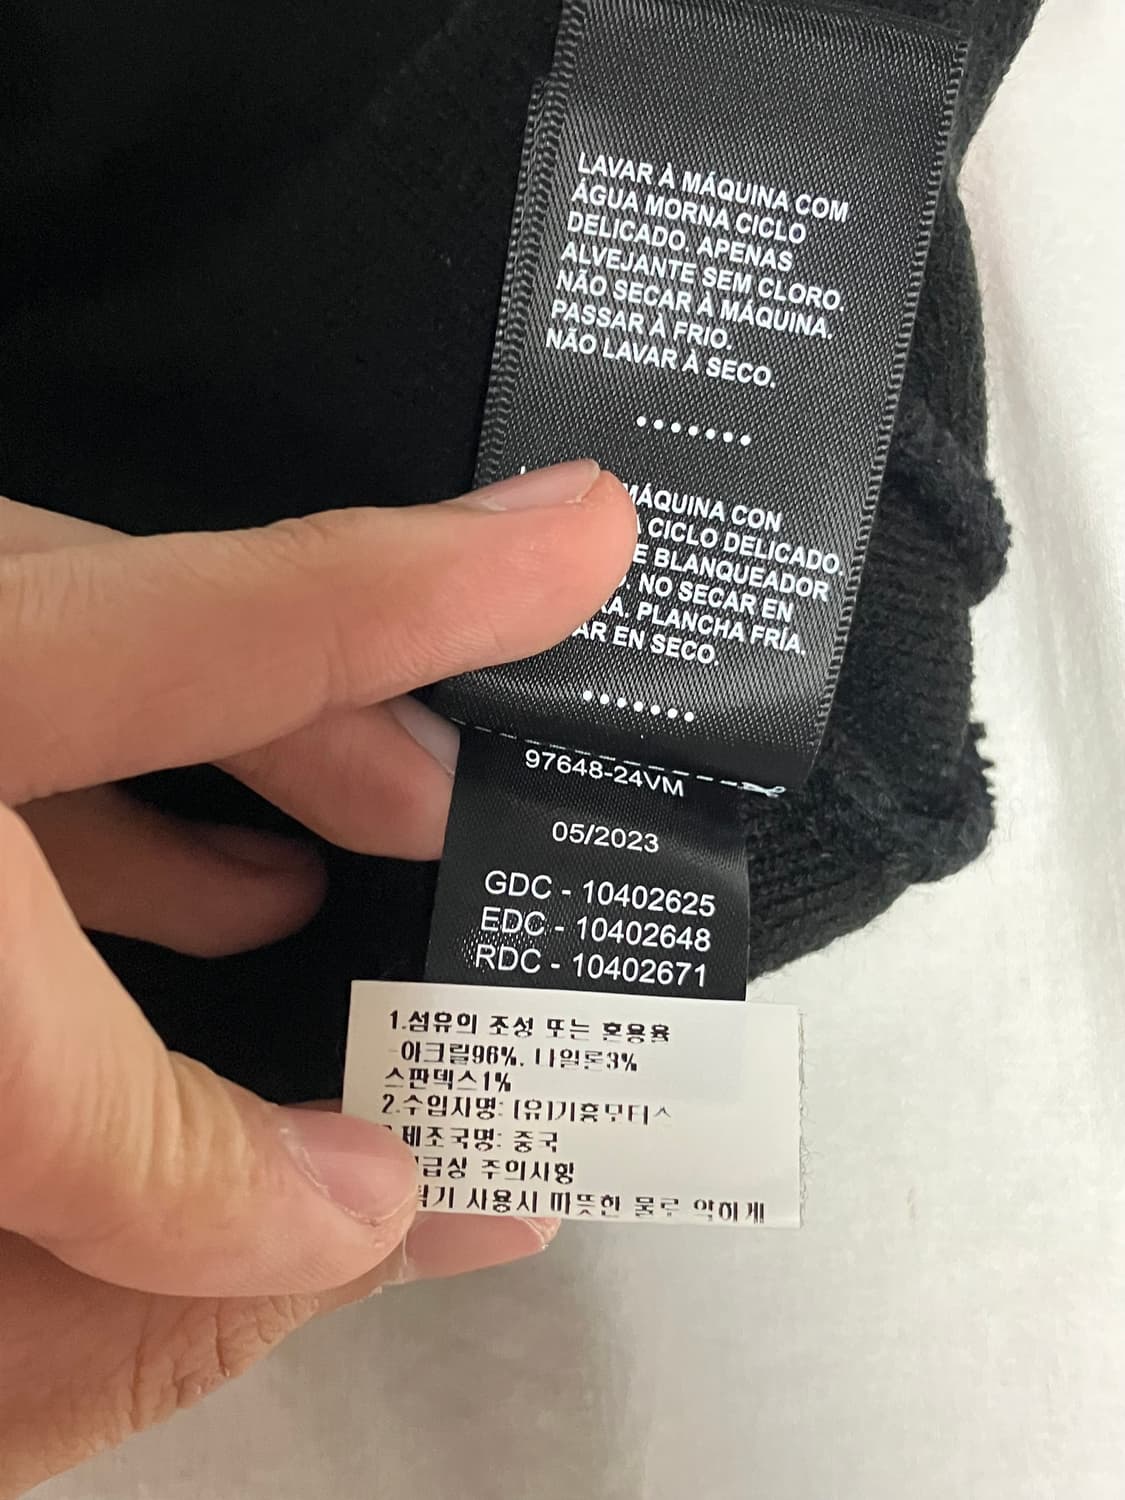 LAVAR À MÁQUINA COM
ÁGUA MORNA CICLO
DELICADO. APENAS
ALVEJANTE SEM CLORO.
NÃO SECAR À MÁQUINA.
PASSAR A FRIO.
NÃO LAVAR A SECO.
•••••••
MÁQUINA CON
CICLO DELICADO.
BLANQUEADOR
NO SECAR EN
PLANCHA FRÍA.
EN SECO.
•••••••
97648-24VM
05/2023
GDC - 10402625
EDC - 10402648
RDC - 10402671
1.섬유의 조성 또는 혼용율
-아크릴96%, 나일론3%
스판덱스1%
2.수입자명: [유]기흥모터스
제조국명: 중국
취급상 주의사항
사용시 따뜻한 물로 약하게